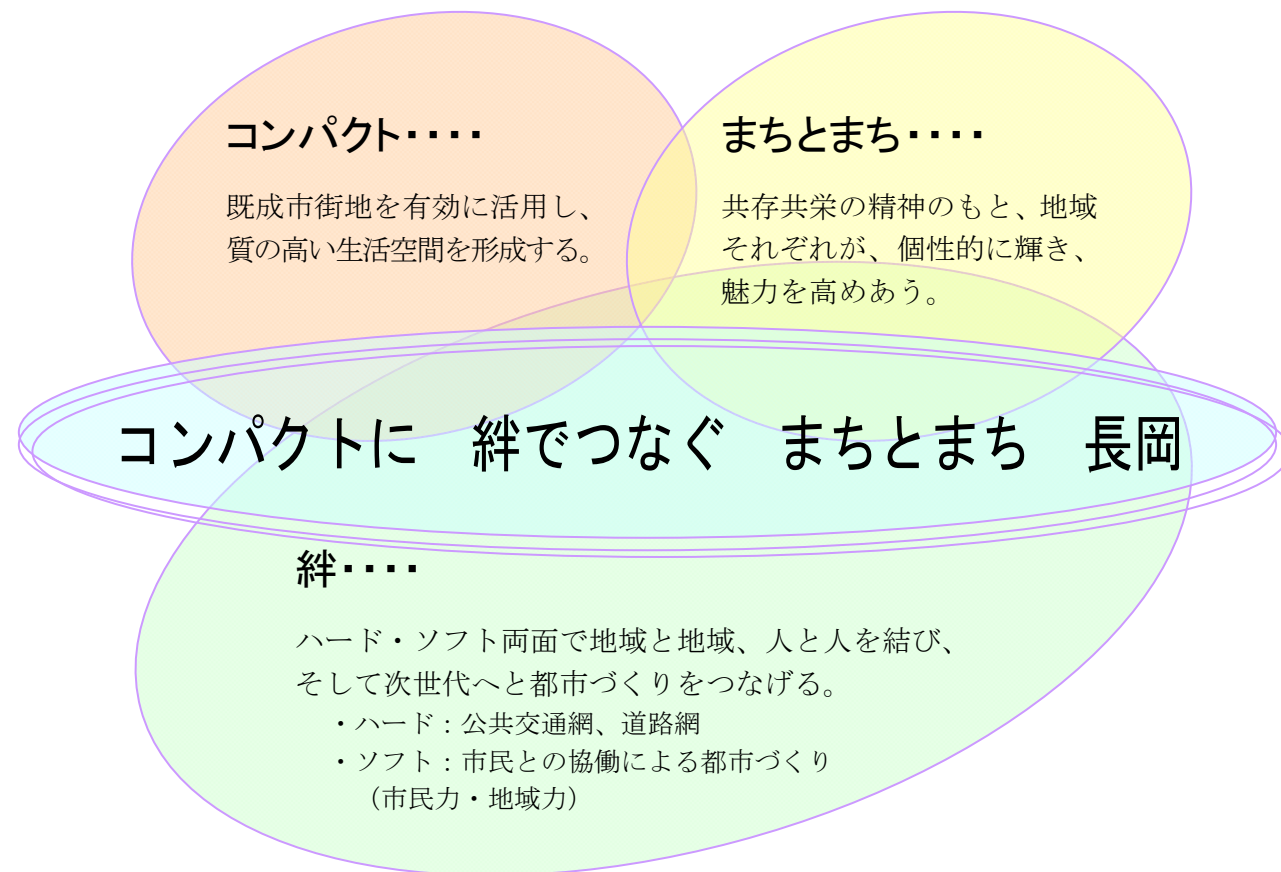 コンパクト････
既成市街地を有効に活用し、
質の高い生活空間を形成する。
まちとまち････
共存共栄の精神のもと、地域
それぞれが、個性的に輝き、
魅力を高めあう。
コンパクトに　絆でつなぐ　まちとまち　長岡
絆････
ハード・ソフト両面で地域と地域、人と人を結び、
そして次世代へと都市づくりをつなげる。
・ハード：公共交通網、道路網
・ソフト：市民との協働による都市づくり
（市民力・地域力）